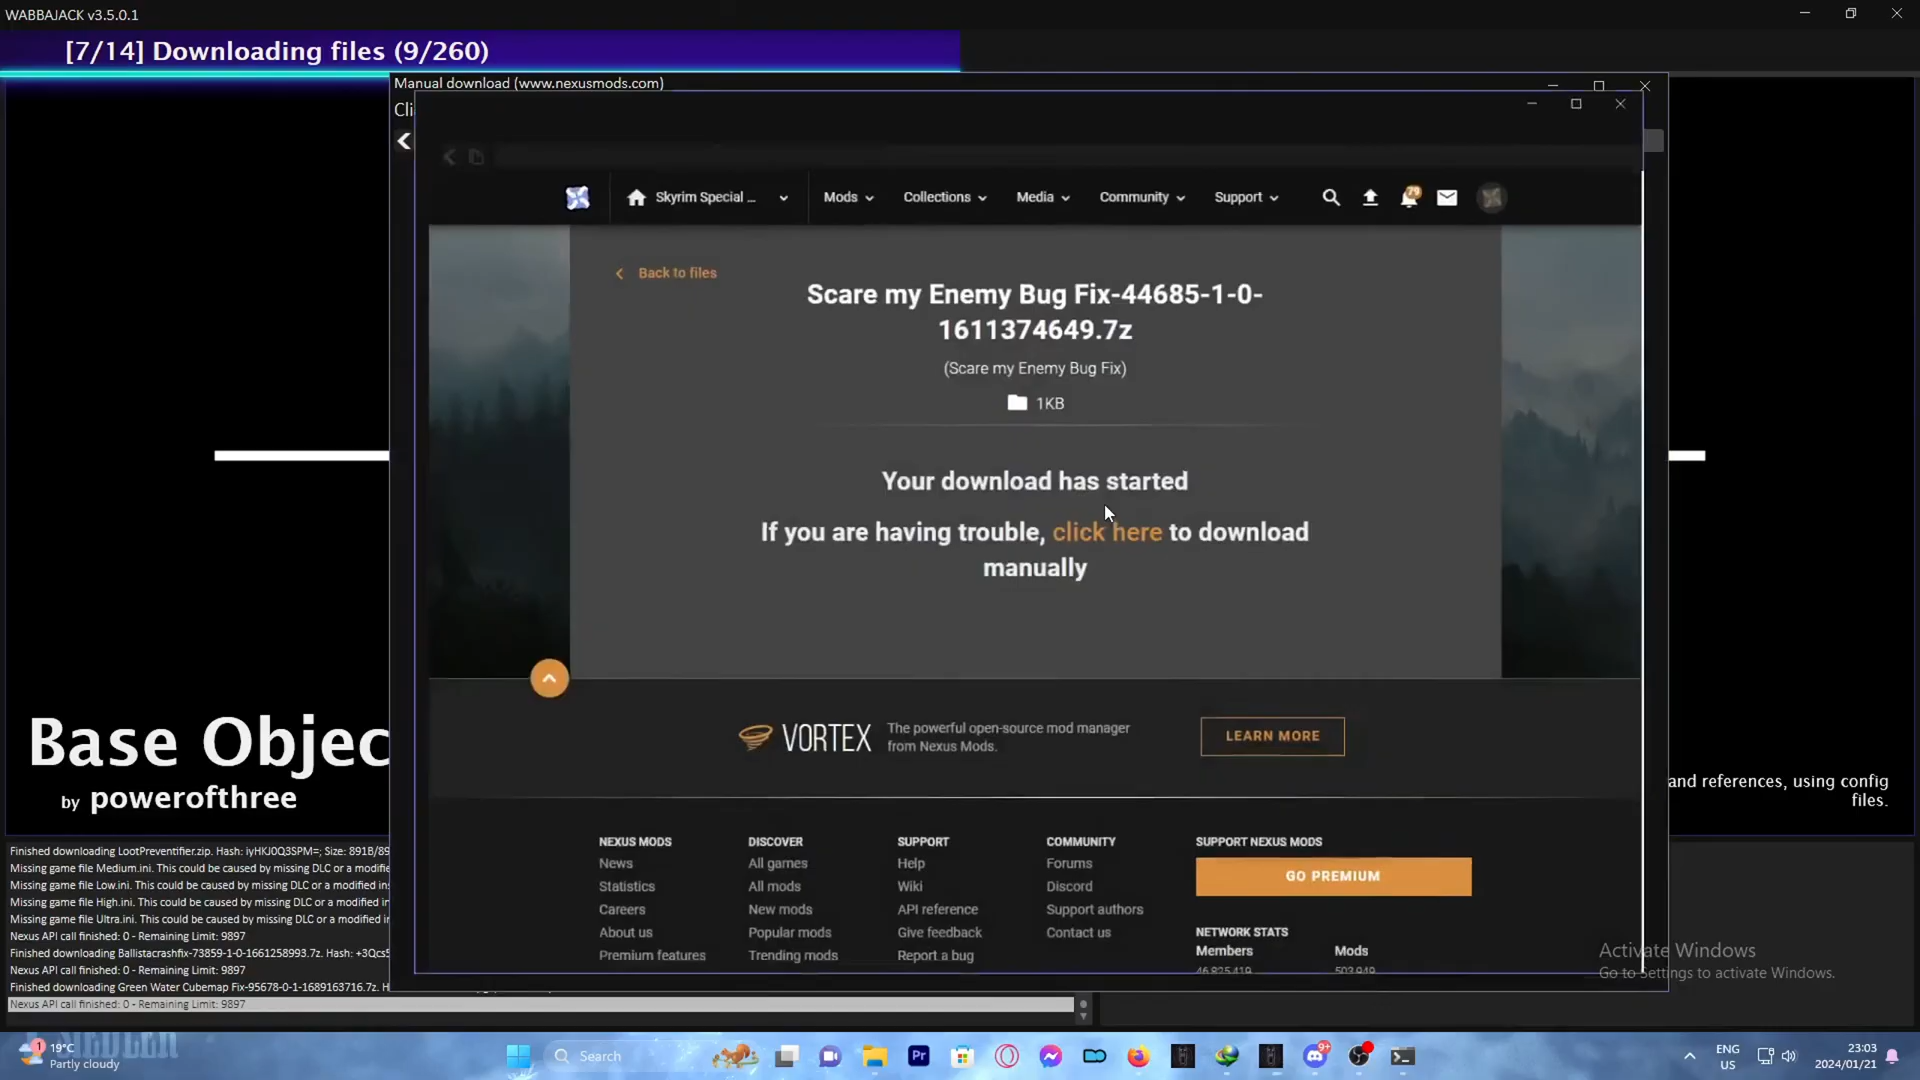 WABBAJACK v3.5.0.1
[7/14] Downloading files (9/260)
Manual download (www.nexusmods.com)
Cli
Skyrim Special ...
Mods
Collections
Media
Community
Support
79
Back to files
Scare my Enemy Bug Fix-44685-1-0-
1611374649.7z
(Scare my Enemy Bug Fix)
1KB
Your download has started
If you are having trouble, click here to download
manually
VORTEX
The powerful open-source mod manager
from Nexus Mods.
LEARN MORE
Base Objec
by powerofthree
and references, using config
files.
NEXUS MODS
News
Statistics
Careers
About us
Premium features
DISCOVER
All games
All mods
New mods
Popular mods
Trending mods
SUPPORT
Help
Wiki
API reference
Give feedback
Report a bug
COMMUNITY
Forums
Discord
Support authors
Contact us
SUPPORT NEXUS MODS
GO PREMIUM
NETWORK STATS
Members
Mods
Finished downloading LootPreventifier.zip. Hash: iyHKJ0Q3SPM=; Size: 891B/89
Missing game file Medium.ini. This could be caused by missing DLC or a modified in
Missing game file Low.ini. This could be caused by missing DLC or a modified in
Missing game file High.ini. This could be caused by missing DLC or a modified in
Missing game file Ultra.ini. This could be caused by missing DLC or a modified in
Nexus API call finished: 0 - Remaining Limit: 9897
Finished downloading Ballistacrashfix-73859-1-0-1661258993.7z. Hash: +3Qcs5
Nexus API call finished: 0 - Remaining Limit: 9897
Finished downloading Green Water Cubemap Fix-95678-0-1-1689163716.7z. H
Nexus API call finished: 0 - Remaining Limit: 9897
Activate Windows
Go to Settings to activate Windows.
1
19°C
Partly cloudy
Search
Pr
9+
ENG
US
23:03
2024/01/21